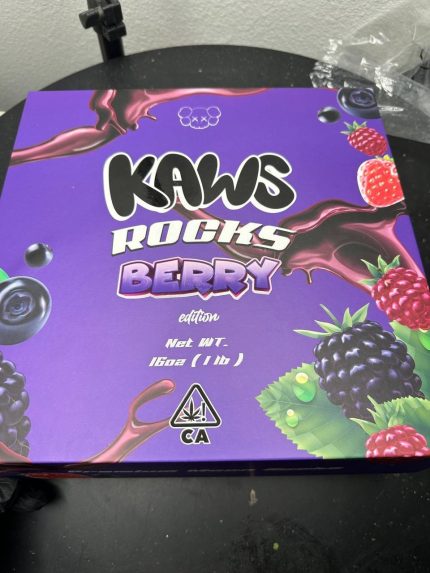 KAWS
ROCKS
BERRY
edition
Net WT.
16oz ( 1 lb )
CA